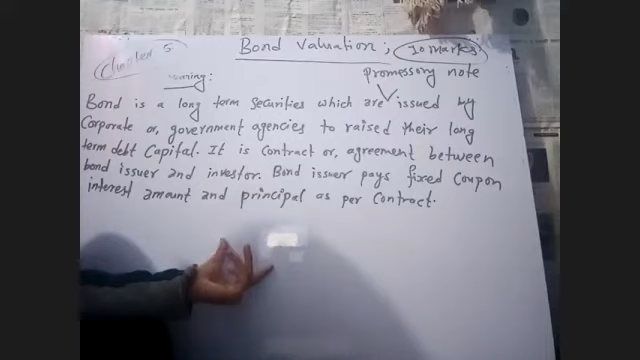 Chapter 5
Bond Valuation; 10 marks
Meaning:
promessory note
Bond is a long term securities which are issued by
Corporate or, government agencies to raised their long
term debt Capital. It is contract or, agreement between
bond issuer and investor. Bond issuer pays fixed Coupon
interest amount and principal as per Contract.